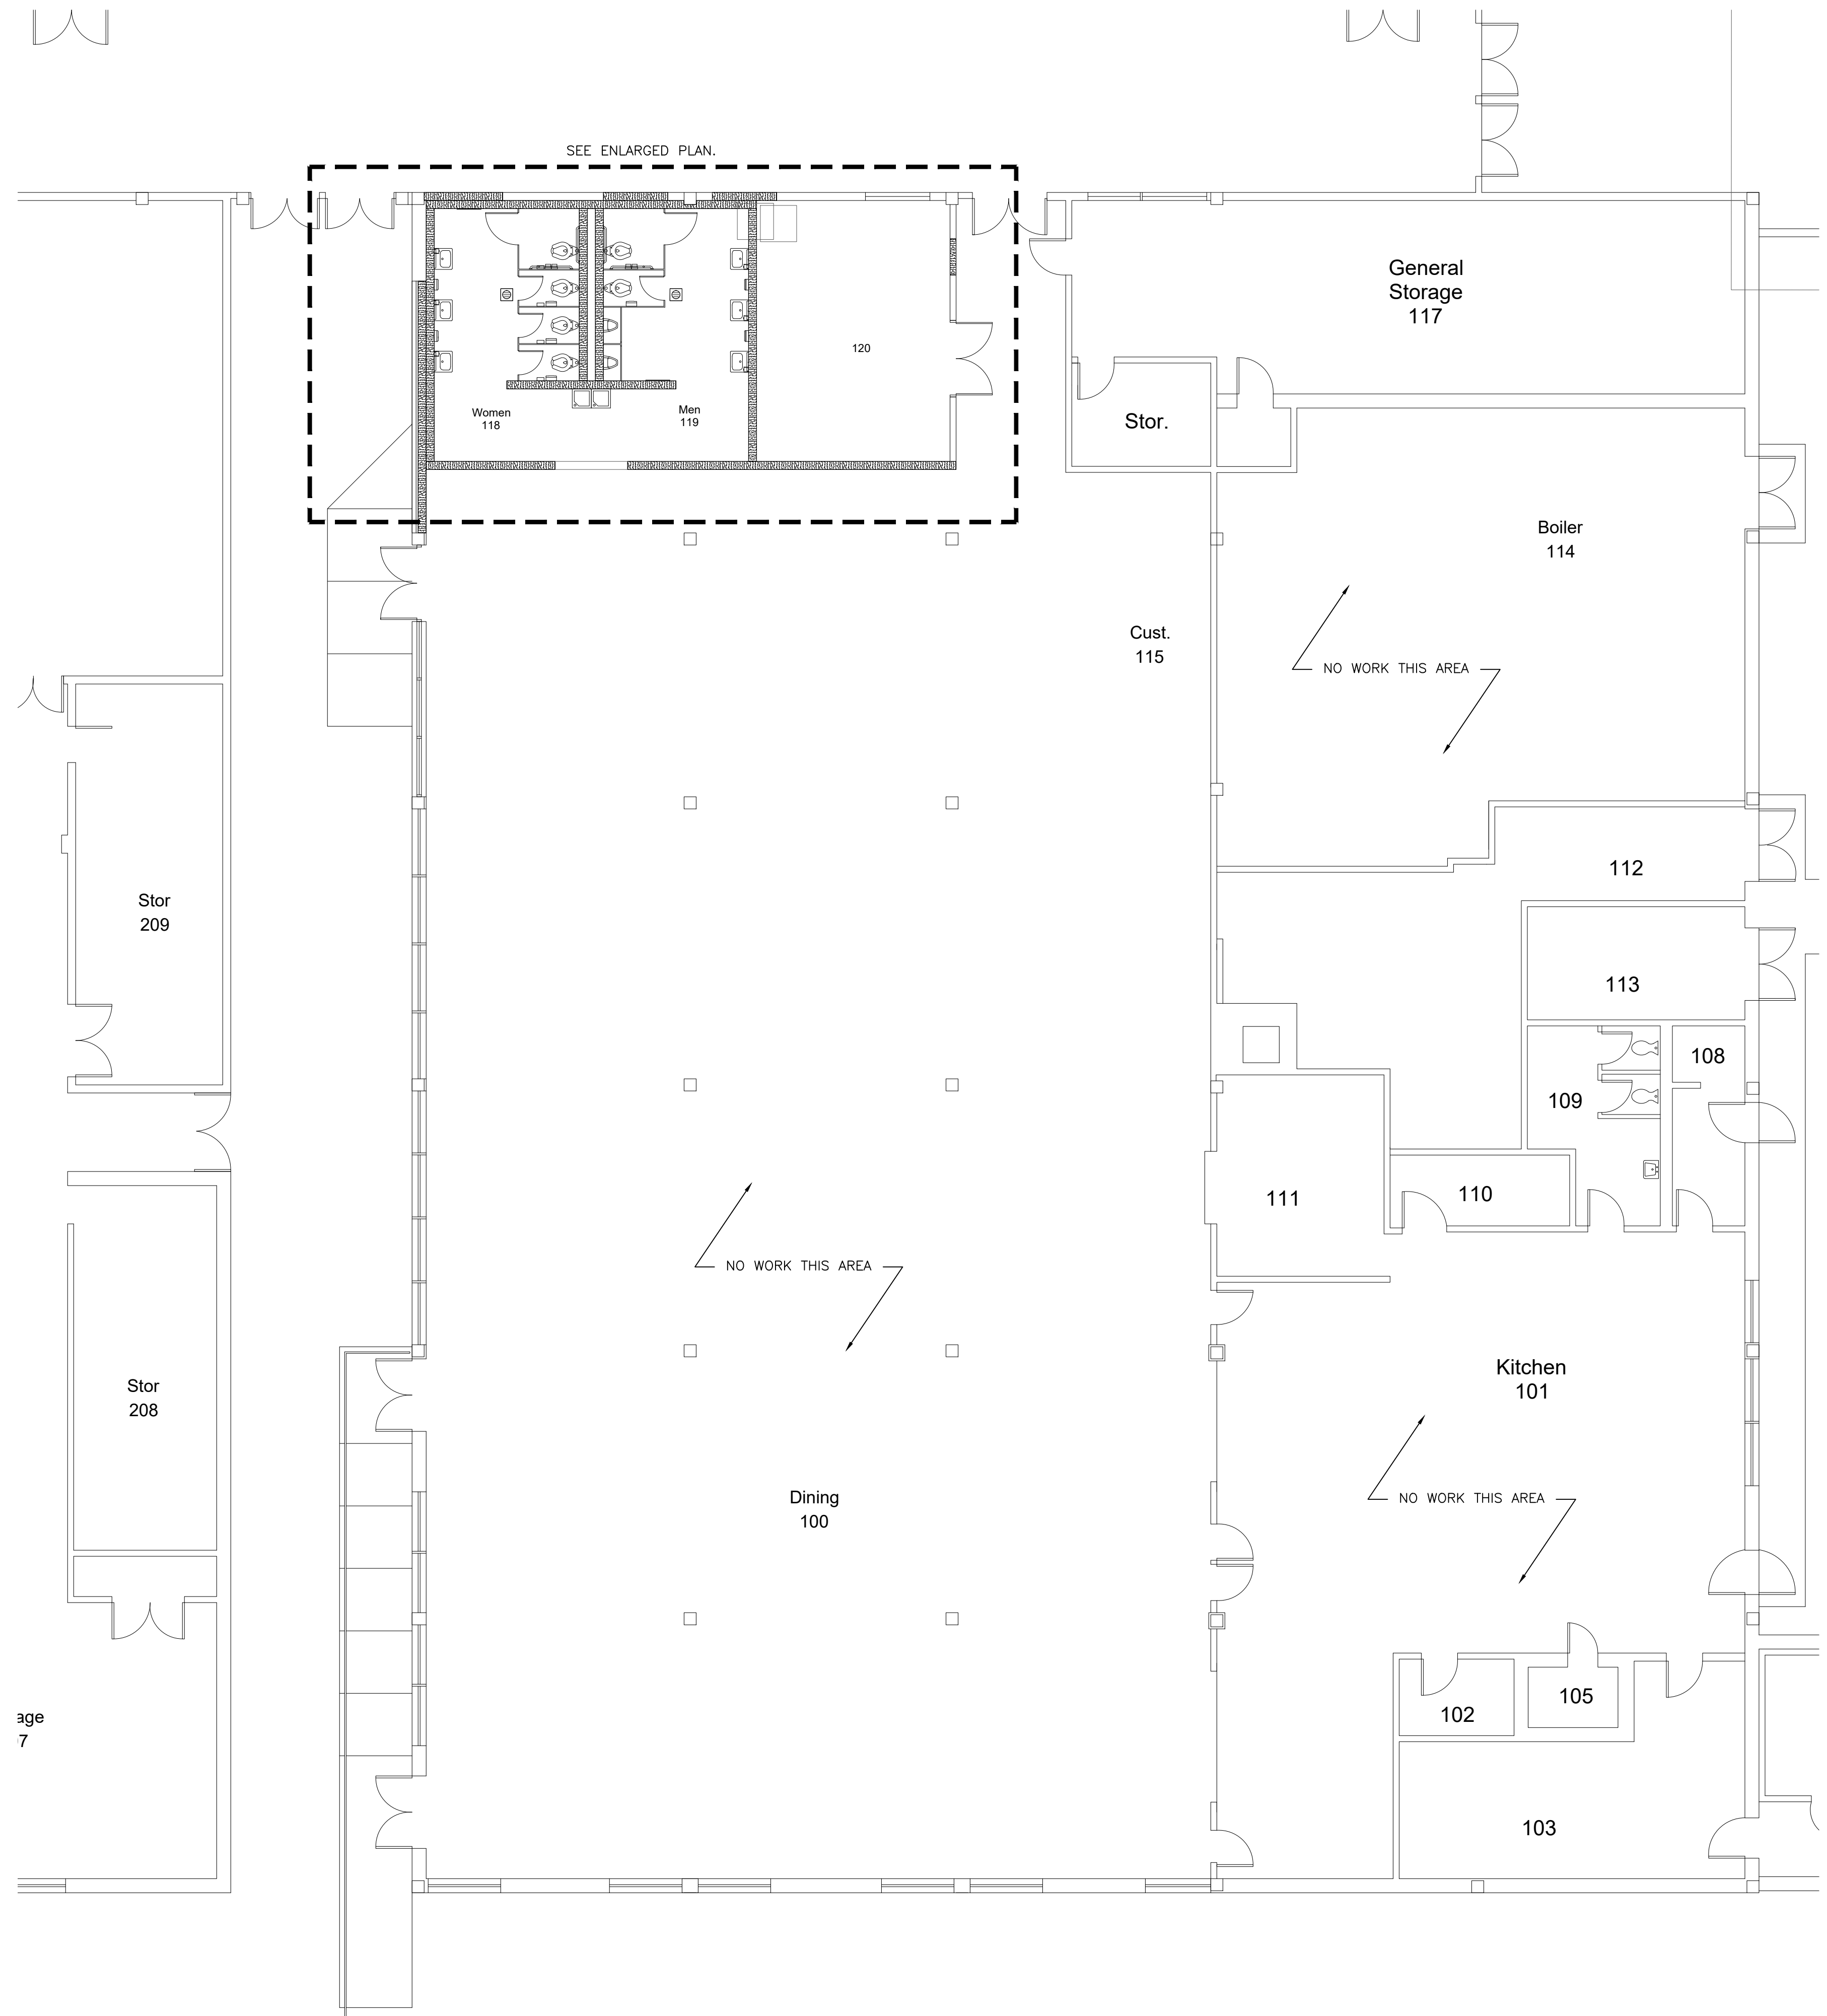 SEE ENLARGED PLAN.
General
Storage
117
120
Women
118
Men
119
Stor.
Boiler
114
Cust.
115
NO WORK THIS AREA
112
Stor
209
113
108
109
110
111
NO WORK THIS AREA
Kitchen
101
Stor
208
Dining
100
NO WORK THIS AREA
105
102
age
7
103